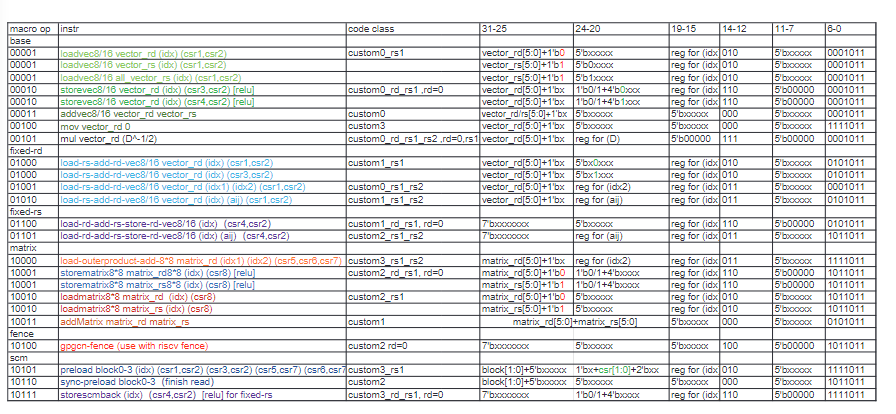 macro op instr code class 31-25 24-20 19-15 14-12 11-7 6-0
base
00001 loadvec8/16 vector_rd (idx) (csr1,csr2) custom0_rs1 vector_rd[5:0]+1'b0 5'bxxxxx reg for (idx 010 5'bxxxxx 0001011
00001 loadvec8/16 vector_rs (idx) (csr1,csr2) vector_rs[5:0]+1'b1 5'b0xxxx reg for (idx 010 5'bxxxxx 0001011
00001 loadvec8/16 all_vector_rs (idx) (csr1,csr2) vector_rs[5:0]+1'b1 5'b1xxxx reg for (idx 010 5'bxxxxx 0001011
00010 storevec8/16 vector_rd (idx) (csr3,csr2) [relu] custom0_rd_rs1 ,rd=0 vector_rd[5:0]+1'bx 1'b0/1+4'b0xxx reg for (idx 110 5'b00000 0001011
00010 storevec8/16 vector_rd (idx) (csr4,csr2) [relu] vector_rd[5:0]+1'bx 1'b0/1+4'b1xxx reg for (idx 110 5'b00000 0001011
00011 addvec8/16 vector_rd vector_rs custom0 vector_rd/rs[5:0]+1'bx 5'bxxxxx 5'bxxxxx 000 5'bxxxxx 0001011
00100 mov vector_rd 0 custom3 vector_rd[5:0]+1'bx 5'bxxxxx 5'bxxxxx 000 5'bxxxxx 1111011
00101 mul vector_rd (D^-1/2) custom0_rd_rs1_rs2 ,rd=0,rs1 vector_rd[5:0]+1'bx reg for (D) 5'b00000 111 5'b00000 0001011
fixed-rd
01000 load-rs-add-rd-vec8/16 vector_rd (idx) (csr1,csr2) custom1_rs1 vector_rd[5:0]+1'bx 5'bx0xxx reg for (idx 010 5'bxxxxx 0101011
01000 load-rs-add-rd-vec8/16 vector_rd (idx) (csr3,csr2) vector_rd[5:0]+1'bx 5'bx1xxx reg for (idx 010 5'bxxxxx 0101011
01001 load-rs-add-rd-vec8/16 vector_rd (idx1) (idx2) (csr1,csr2) custom0_rs1_rs2 vector_rd[5:0]+1'bx reg for (idx2) reg for (idx 011 5'bxxxxx 0001011
01010 load-rs-add-rd-vec8/16 vector_rd (idx) (aij) (csr1,csr2) custom1_rs1_rs2 vector_rd[5:0]+1'bx reg for (aij) reg for (idx 011 5'bxxxxx 0101011
fixed-rs
01100 load-rd-add-rs-store-rd-vec8/16 (idx) (csr4,csr2) custom1_rd_rs1, rd=0 7'bxxxxxxx 5'bxxxxx reg for (idx 110 5'b00000 0101011
01101 load-rd-add-rs-store-rd-vec8/16 (idx) (aij) (csr4,csr2) custom2_rs1_rs2 7'bxxxxxxx reg for (aij) reg for (idx 011 5'bxxxxx 1011011
matrix
10000 load-outerproduct-add-8*8 matrix_rd (idx1) (idx2) (csr5,csr6,csr7) custom3_rs1_rs2 matrix_rd[5:0]+1'bx reg for (idx2) reg for (idx 011 5'bxxxxx 1111011
10001 storematrix8*8 matrix_rd8*8 (idx) (csr8) [relu] custom2_rd_rs1, rd=0 matrix_rd[5:0]+1'b0 1'b0/1+4'bxxxx reg for (idx 110 5'b00000 1011011
10001 storematrix8*8 matrix_rs8*8 (idx) (csr8) [relu] matrix_rs[5:0]+1'b1 1'b0/1+4'bxxxx reg for (idx 110 5'b00000 1011011
10010 loadmatrix8*8 matrix_rd (idx) (csr8) custom2_rs1 matrix_rd[5:0]+1'b0 5'bxxxxx reg for (idx 010 5'bxxxxx 1011011
10010 loadmatrix8*8 matrix_rs (idx) (csr8) matrix_rs[5:0]+1'b1 5'bxxxxx reg for (idx 010 5'bxxxxx 1011011
10011 addMatrix matrix_rd matrix_rs custom1 matrix_rd[5:0]+matrix_rs[5:0] 5'bxxxxx 000 5'bxxxxx 0101011
fence
10100 gpgcn-fence (use with riscv fence) custom2 rd=0 7'bxxxxxxx 5'bxxxxx 5'bxxxxx 100 5'b00000 1011011
scm
10101 preload block0-3 (idx) (csr1,csr2) (csr3,csr2) (csr5,csr7) (csr6,csr7 custom3_rs1 block[1:0]+5'bxxxxx 1'bx+csr[1:0]+2'bxx reg for (idx 010 5'bxxxxx 1111011
10110 sync-preload block0-3 (finish read) custom2 block[1:0]+5'bxxxxx 5'bxxxxx 5'bxxxxx 000 5'bxxxxx 1011011
10111 storescmback (idx) (csr4,csr2) [relu] for fixed-rs custom3_rd_rs1, rd=0 7'bxxxxxxx 1'b0/1+4'bxxxx reg for (idx 110 5'b00000 1111011